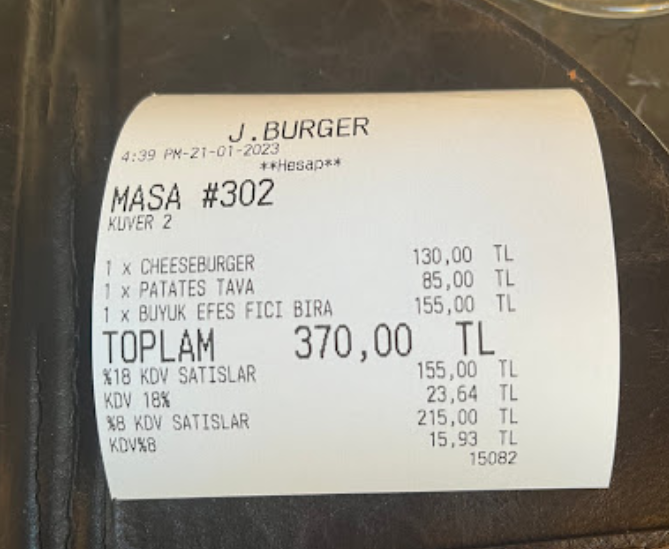 J.BURGER
4:39 PM-21-01-2023
**Hesap**
MASA #302
KUVER 2
1 x CHEESEBURGER 130,00 TL
1 x PATATES TAVA 85,00 TL
1 x BUYUK EFES FICI BIRA 155,00 TL
TOPLAM 370,00 TL
%18 KDV SATISLAR 155,00 TL
KDV 18% 23,64 TL
%8 KDV SATISLAR 215,00 TL
KDV%8 15,93 TL
15082